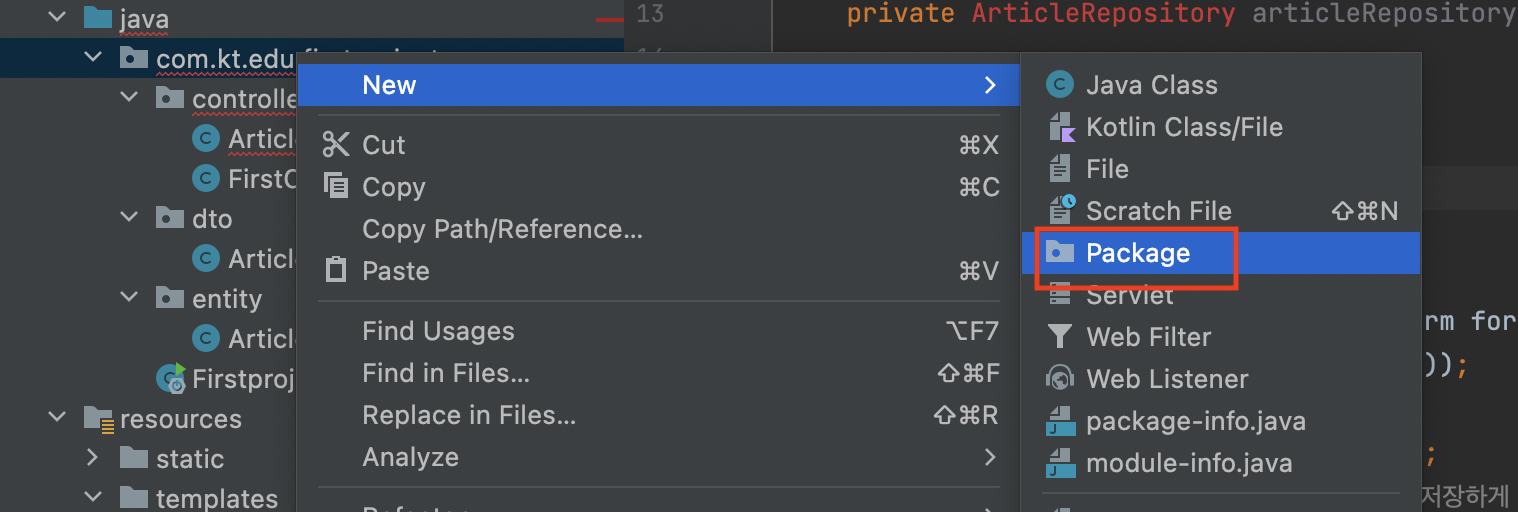 java
com.kt.edu.firstproject
controlle
Articl
FirstC
dto
Articl
entity
Article
Firstproj
resources
static
templates
New
Cut ⌘X
Copy ⌘C
Copy Path/Reference...
Paste ⌘V
Find Usages ⌥F7
Find in Files... ⇧⌘F
Replace in Files... ⇧⌘R
Analyze
Java Class
Kotlin Class/File
File
Scratch File ⇧⌘N
Package
Servlet
Web Filter
Web Listener
package-info.java
module-info.java
13 private ArticleRepository articleRepository
14
rm for
));
;
저장하게